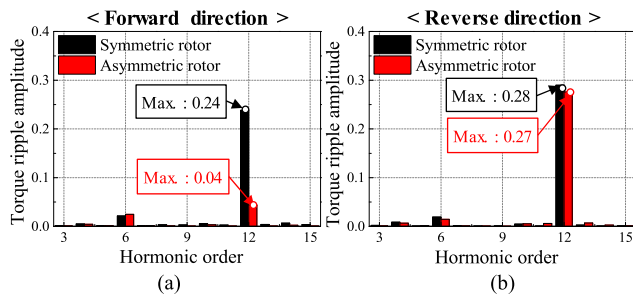 < Forward direction >
Torque ripple amplitude
0.4
0.3
0.2
0.1
0.0
Symmetric rotor
Asymmetric rotor
Max. : 0.24
Max. : 0.04
3 6 9 12 15
Hormonic order
(a)
< Reverse direction >
Torque ripple amplitude
0.4
0.3
0.2
0.1
0.0
Symmetric rotor
Asymmetric rotor
Max. : 0.28
Max. : 0.27
3 6 9 12 15
Hormonic order
(b)